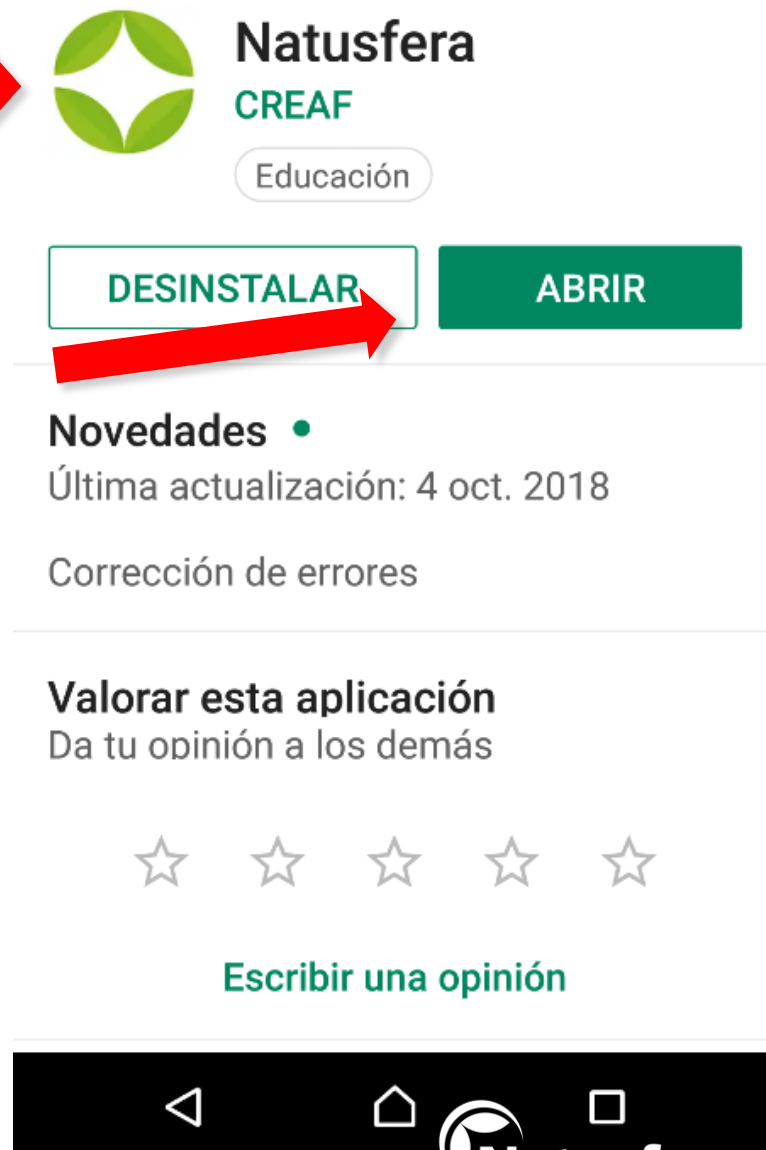 Natusfera
CREAF
Educación
DESINSTALAR
ABRIR
Novedades
Última actualización: 4 oct. 2018
Corrección de errores
Valorar esta aplicación
Da tu opinión a los demás
Escribir una opinión